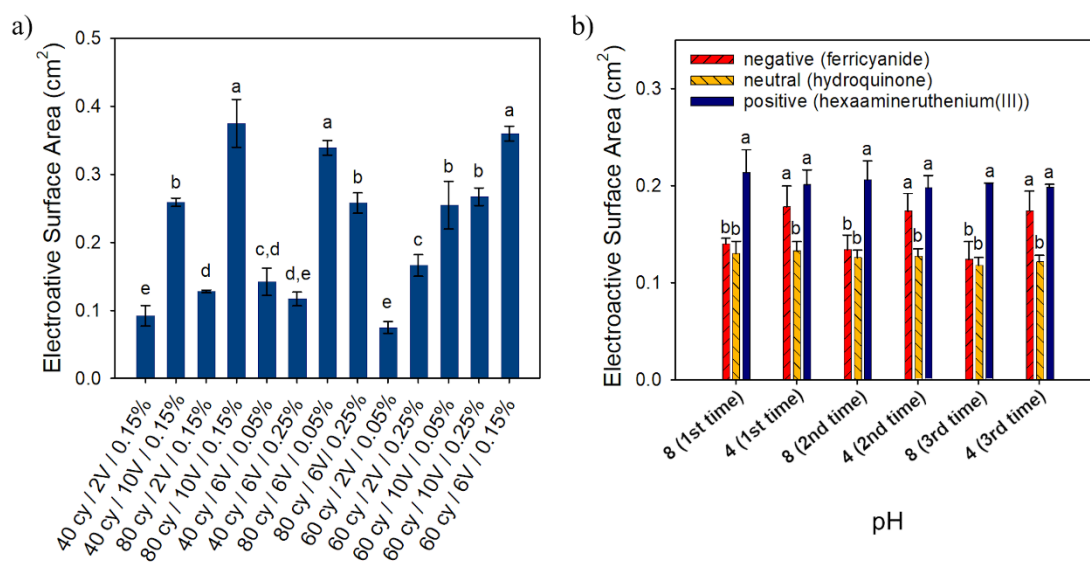 a)
Electroative Surface Area (cm²)
0.5
0.4
0.3
0.2
0.1
0.0
e
b
d
a
c,d
d,e
a
b
e
c
b
b
a
40 cy / 2V / 0.15%
40 cy / 10V / 0.15%
80 cy / 2V / 0.15%
80 cy / 10V / 0.15%
40 cy / 6V / 0.05%
40 cy / 6V / 0.25%
80 cy / 6V / 0.05%
80 cy / 6V/ 0.25%
60 cy / 2V / 0.05%
60 cy / 2V / 0.25%
60 cy / 10V / 0.05%
60 cy / 10V / 0.25%
60 cy / 6V / 0.15%
b)
Electroactive Surface Area (cm²)
negative (ferricyanide)
neutral (hydroquinone)
positive (hexaamineruthenium(III))
0.3
0.2
0.1
0.0
b b a
a b a
b b a
a b a
b b a
a b a
8 (1st time)
4 (1st time)
8 (2nd time)
4 (2nd time)
8 (3rd time)
4 (3rd time)
pH